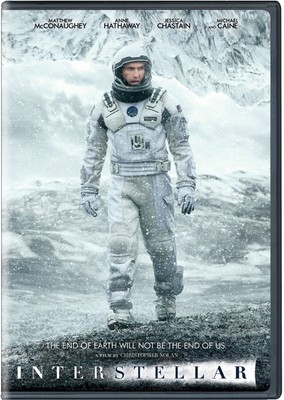 MATTHEW McCONAUGHEY
ANNE HATHAWAY
JESSICA CHASTAIN
AND MICHAEL CAINE
THE END OF EARTH WILL NOT BE THE END OF US
A FILM BY CHRISTOPHER NOLAN
INTERSTELLAR